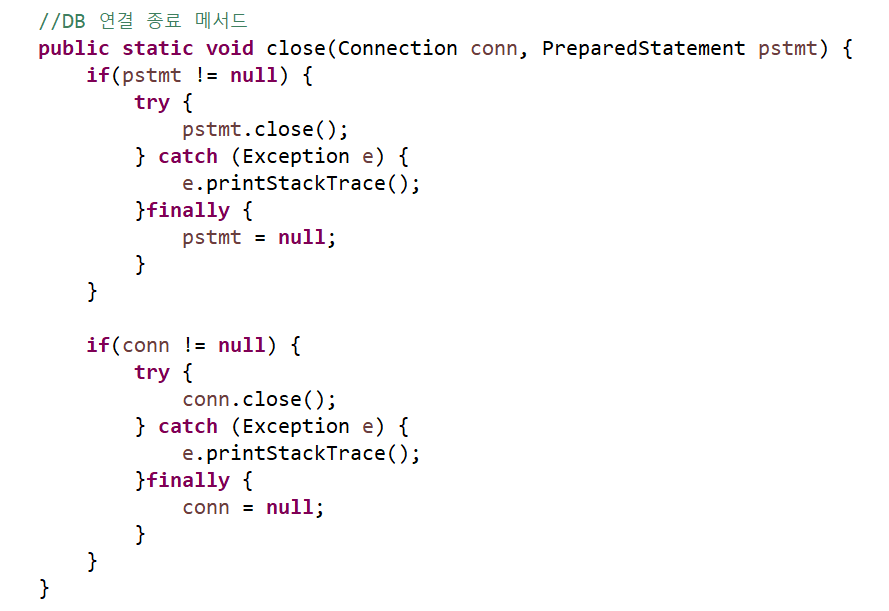 //DB 연결 종료 메서드
public static void close(Connection conn, PreparedStatement pstmt) {
    if(pstmt != null) {
        try {
            pstmt.close();
        } catch (Exception e) {
            e.printStackTrace();
        }finally {
            pstmt = null;
        }
    }

    if(conn != null) {
        try {
            conn.close();
        } catch (Exception e) {
            e.printStackTrace();
        }finally {
            conn = null;
        }
    }
}